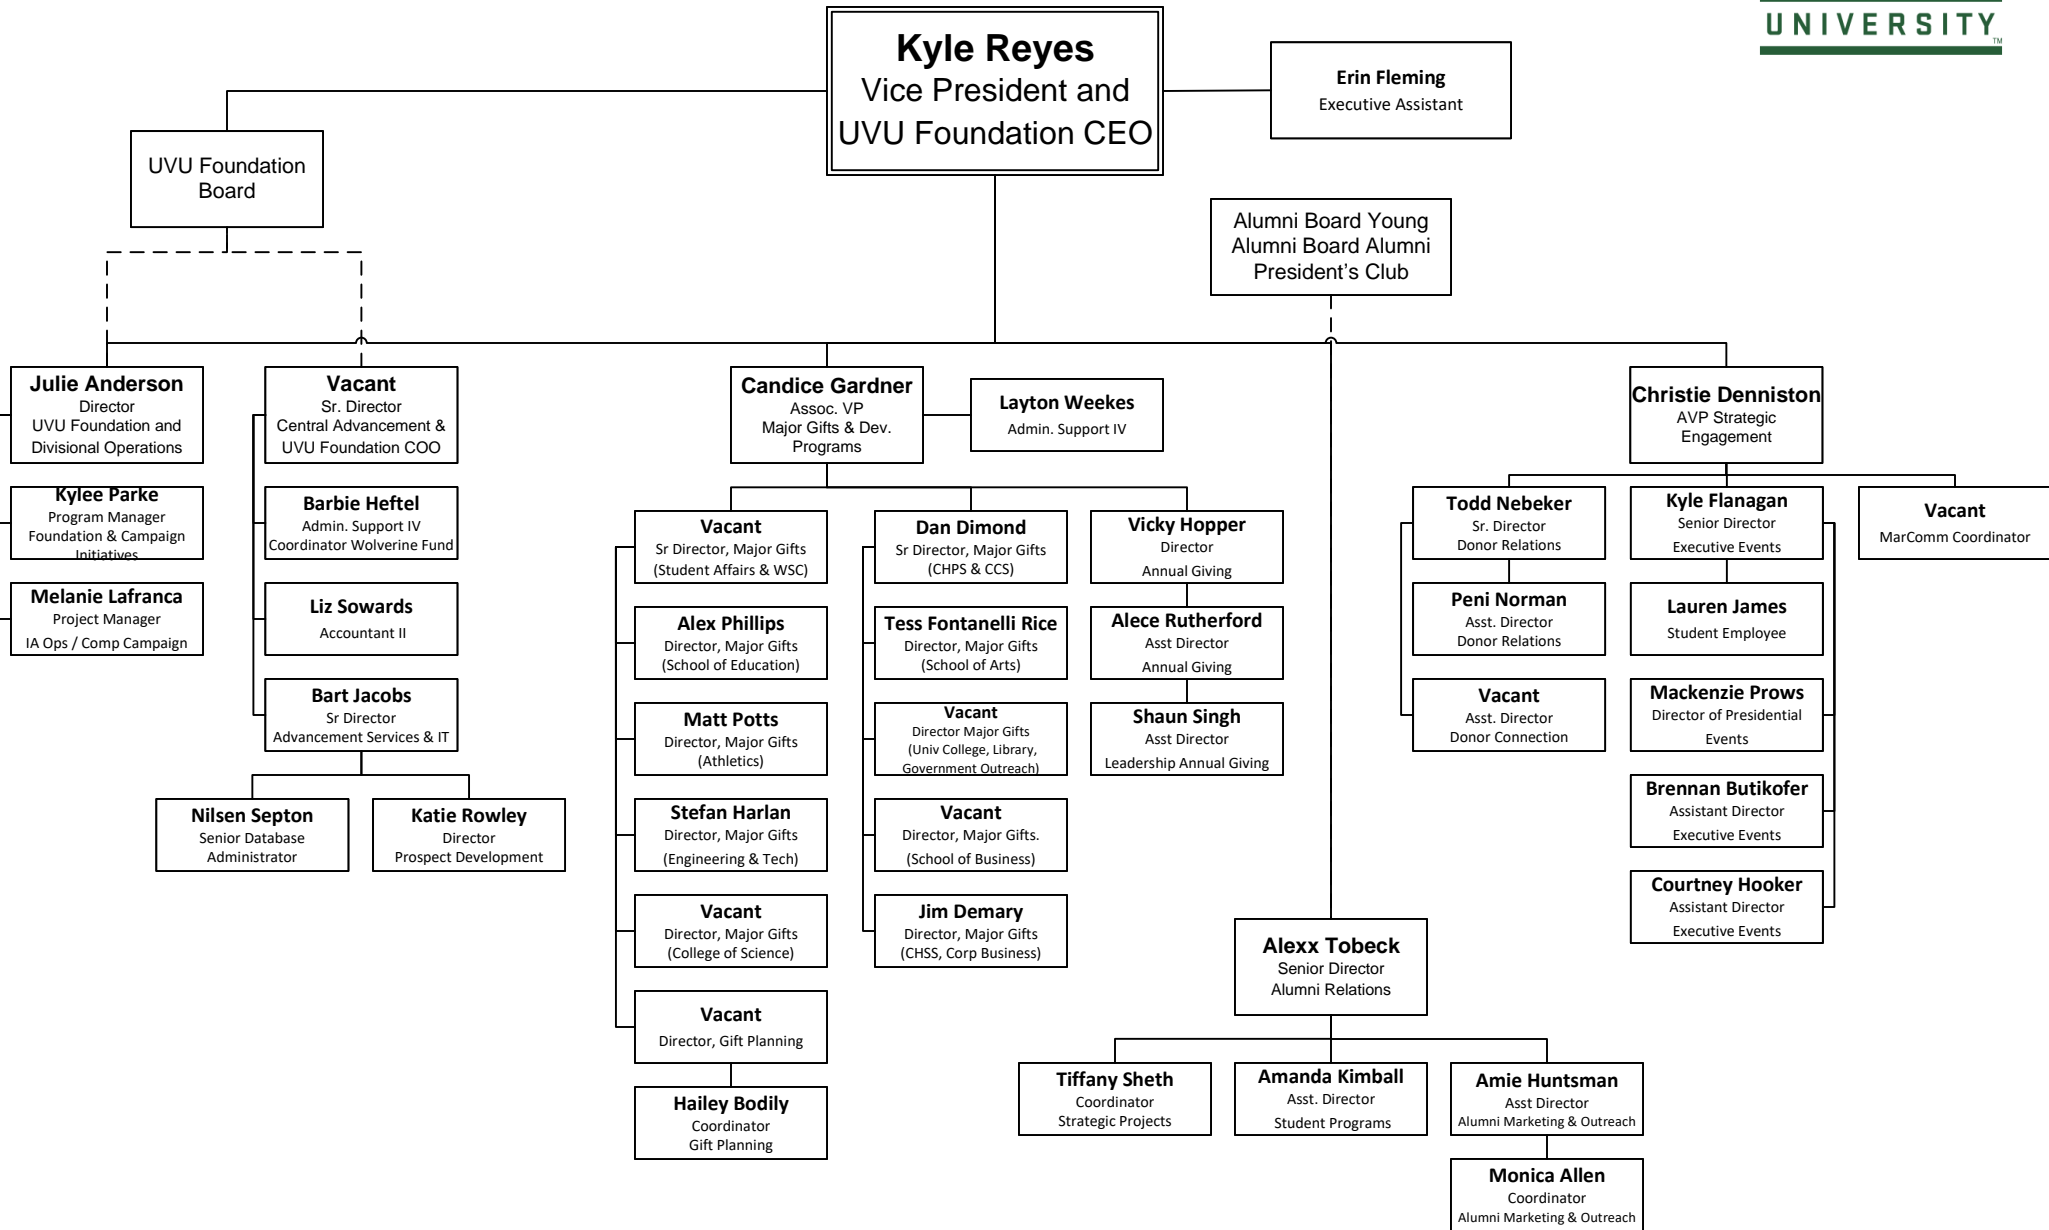 UNIVERSITY
TM
Kyle Reyes
Vice President and
UVU Foundation CEO
Erin Fleming
Executive Assistant
UVU Foundation
Board
Alumni Board Young
Alumni Board Alumni
President's Club
Julie Anderson
Director
UVU Foundation and
Divisional Operations
Kylee Parke
Program Manager
Foundation & Campaign
Initiatives
Melanie Lafranca
Project Manager
IA Ops / Comp Campaign
Vacant
Sr. Director
Central Advancement &
UVU Foundation COO
Barbie Heftel
Admin. Support IV
Coordinator Wolverine Fund
Liz Sowards
Accountant II
Bart Jacobs
Sr Director
Advancement Services & IT
Nilsen Septon
Senior Database
Administrator
Katie Rowley
Director
Prospect Development
Candice Gardner
Assoc. VP
Major Gifts & Dev.
Programs
Layton Weekes
Admin. Support IV
Vacant
Sr Director, Major Gifts
(Student Affairs & WSC)
Alex Phillips
Director, Major Gifts
(School of Education)
Matt Potts
Director, Major Gifts
(Athletics)
Stefan Harlan
Director, Major Gifts
(Engineering & Tech)
Vacant
Director, Major Gifts
(College of Science)
Vacant
Director, Gift Planning
Hailey Bodily
Coordinator
Gift Planning
Dan Dimond
Sr Director, Major Gifts
(CHPS & CCS)
Tess Fontanelli Rice
Director, Major Gifts
(School of Arts)
Vacant
Director Major Gifts
(Univ College, Library,
Government Outreach)
Vacant
Director, Major Gifts.
(School of Business)
Jim Demary
Director, Major Gifts
(CHSS, Corp Business)
Vicky Hopper
Director
Annual Giving
Alece Rutherford
Asst Director
Annual Giving
Shaun Singh
Asst Director
Leadership Annual Giving
Alexx Tobeck
Senior Director
Alumni Relations
Tiffany Sheth
Coordinator
Strategic Projects
Amanda Kimball
Asst. Director
Student Programs
Amie Huntsman
Asst Director
Alumni Marketing & Outreach
Monica Allen
Coordinator
Alumni Marketing & Outreach
Christie Denniston
AVP Strategic
Engagement
Todd Nebeker
Sr. Director
Donor Relations
Peni Norman
Asst. Director
Donor Relations
Vacant
Asst. Director
Donor Connection
Kyle Flanagan
Senior Director
Executive Events
Lauren James
Student Employee
Mackenzie Prows
Director of Presidential
Events
Brennan Butikofer
Assistant Director
Executive Events
Courtney Hooker
Assistant Director
Executive Events
Vacant
MarComm Coordinator